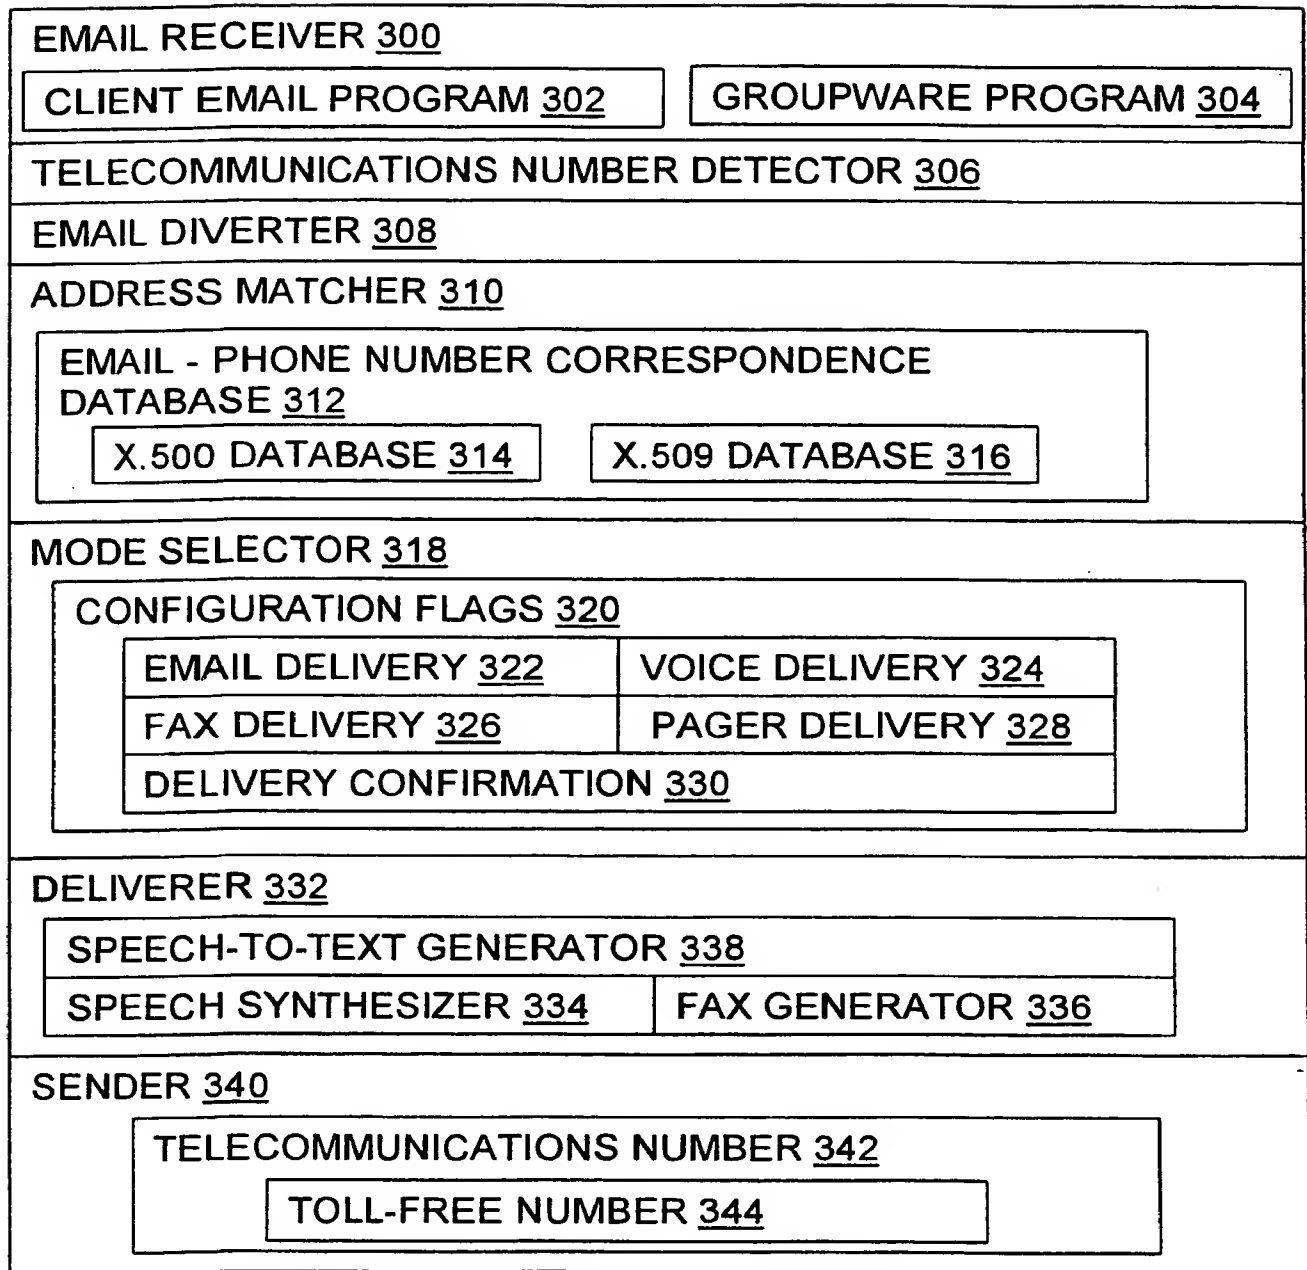 EMAIL RECEIVER 300
CLIENT EMAIL PROGRAM 302
GROUPWARE PROGRAM 304
TELECOMMUNICATIONS NUMBER DETECTOR 306
EMAIL DIVERTER 308
ADDRESS MATCHER 310
EMAIL - PHONE NUMBER CORRESPONDENCE
DATABASE 312
X.500 DATABASE 314
X.509 DATABASE 316
MODE SELECTOR 318
CONFIGURATION FLAGS 320
EMAIL DELIVERY 322
VOICE DELIVERY 324
FAX DELIVERY 326
PAGER DELIVERY 328
DELIVERY CONFIRMATION 330
DELIVERER 332
SPEECH-TO-TEXT GENERATOR 338
SPEECH SYNTHESIZER 334
FAX GENERATOR 336
SENDER 340
TELECOMMUNICATIONS NUMBER 342
TOLL-FREE NUMBER 344